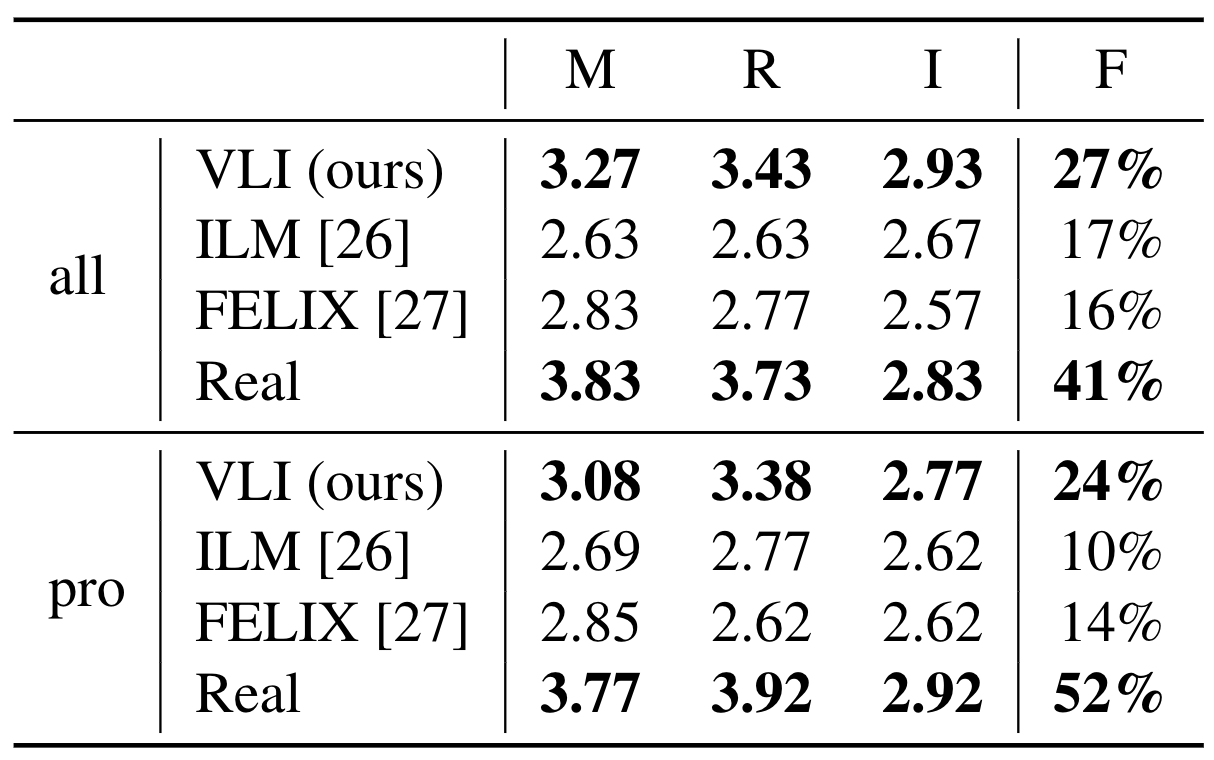 M R I F
VLI (ours) 3.27 3.43 2.93 27%
ILM [26] 2.63 2.63 2.67 17%
all
FELIX [27] 2.83 2.77 2.57 16%
Real 3.83 3.73 2.83 41%
VLI (ours) 3.08 3.38 2.77 24%
ILM [26] 2.69 2.77 2.62 10%
pro
FELIX [27] 2.85 2.62 2.62 14%
Real 3.77 3.92 2.92 52%